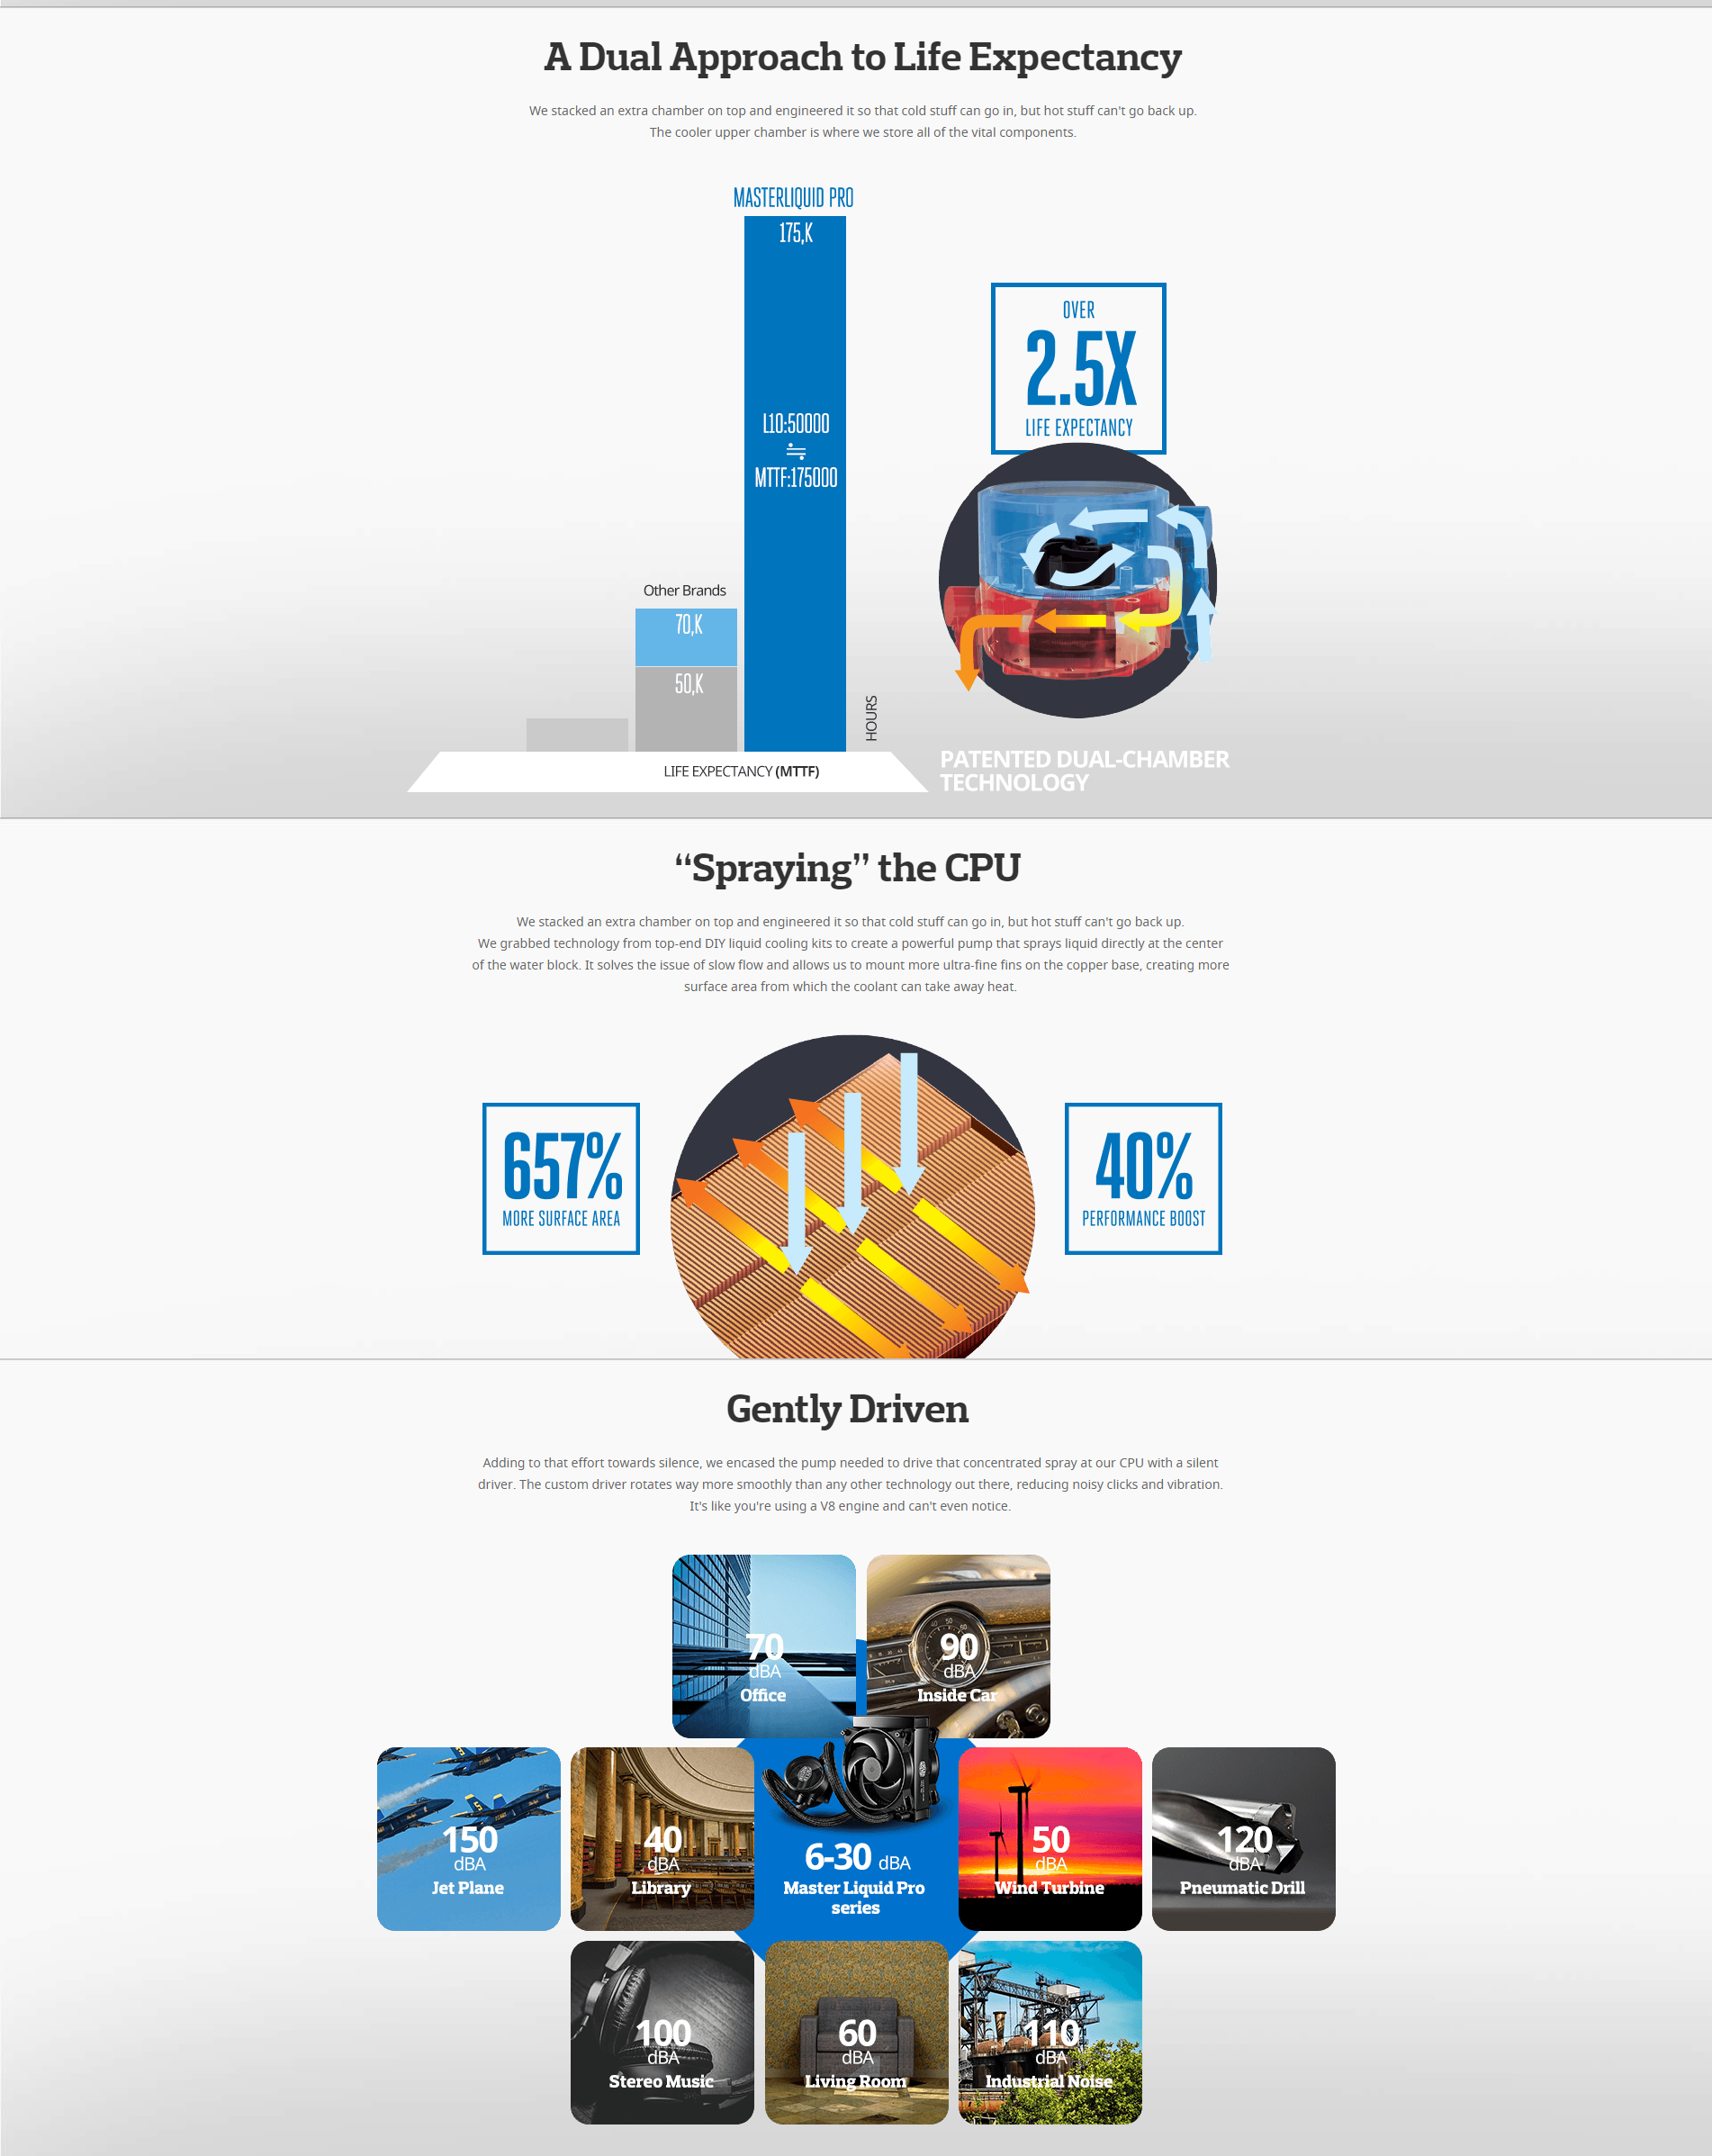 A Dual Approach to Life Expectancy
We stacked an extra chamber on top and engineered it so that cold stuff can go in, but hot stuff can't go back up.
The cooler upper chamber is where we store all of the vital components.
MASTERLIQUID PRO
175,K
L10:50000
≒
MTTF:175000
Other Brands
70,K
50,K
HOURS
LIFE EXPECTANCY (MTTF)
OVER
2.5X
LIFE EXPECTANCY
PATENTED DUAL-CHAMBER
TECHNOLOGY
“Spraying” the CPU
We stacked an extra chamber on top and engineered it so that cold stuff can go in, but hot stuff can't go back up.
We grabbed technology from top-end DIY liquid cooling kits to create a powerful pump that sprays liquid directly at the center
of the water block. It solves the issue of slow flow and allows us to mount more ultra-fine fins on the copper base, creating more
surface area from which the coolant can take away heat.
657%
MORE SURFACE AREA
40%
PERFORMANCE BOOST
Gently Driven
Adding to that effort towards silence, we encased the pump needed to drive that concentrated spray at our CPU with a silent
driver. The custom driver rotates way more smoothly than any other technology out there, reducing noisy clicks and vibration.
It's like you're using a V8 engine and can't even notice.
70
dBA
Office
90
dBA
Inside Car
150
dBA
Jet Plane
40
dBA
Library
6-30 dBA
Master Liquid Pro
series
50
dBA
Wind Turbine
120
dBA
Pneumatic Drill
100
dBA
Stereo Music
60
dBA
Living Room
110
dBA
Industrial Noise